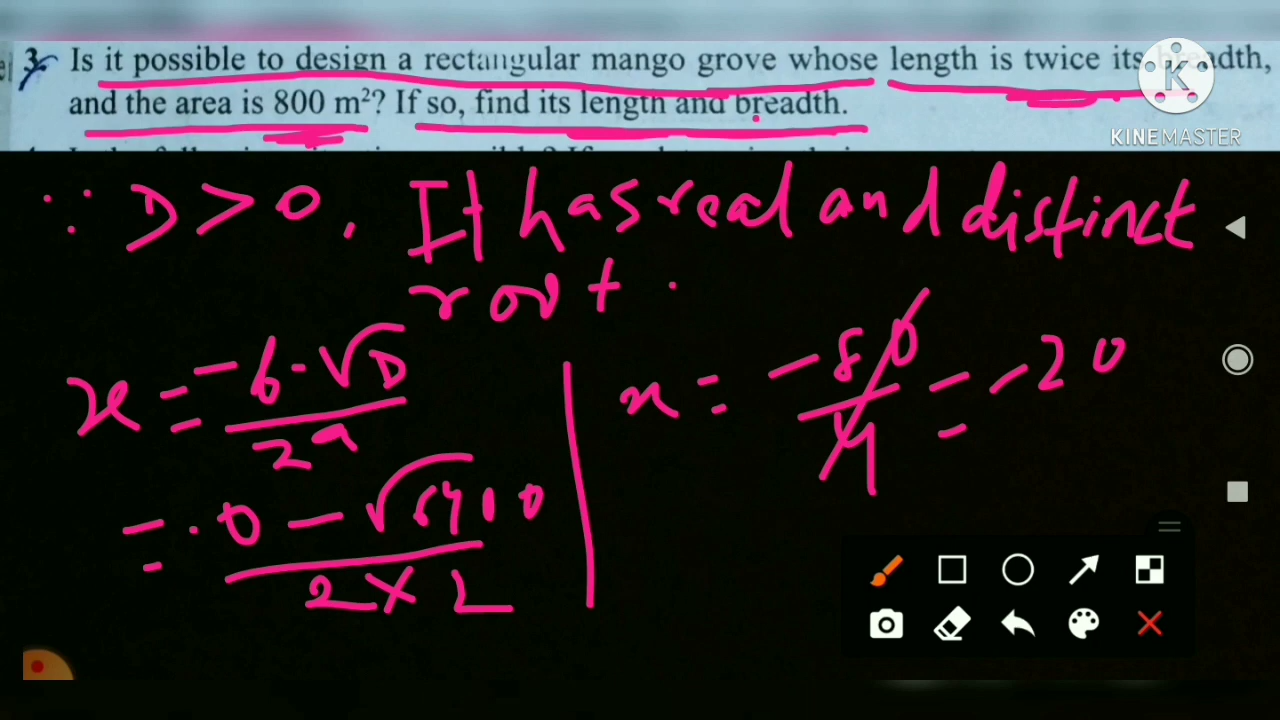 3. Is it possible to design a rectangular mango grove whose length is twice its breadth,
and the area is 800 m²? If so, find its length and breadth.
K
KINEMASTER
∵ D > 0. It has real and distinct
root.
x = -b - √D / 2a
= -0 - √6400 / 2 × 2
x = -80 / 4 = -20